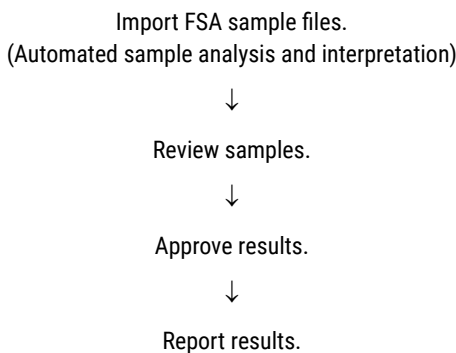 Import FSA sample files.
(Automated sample analysis and interpretation)
↓
Review samples.
↓
Approve results.
↓
Report results.